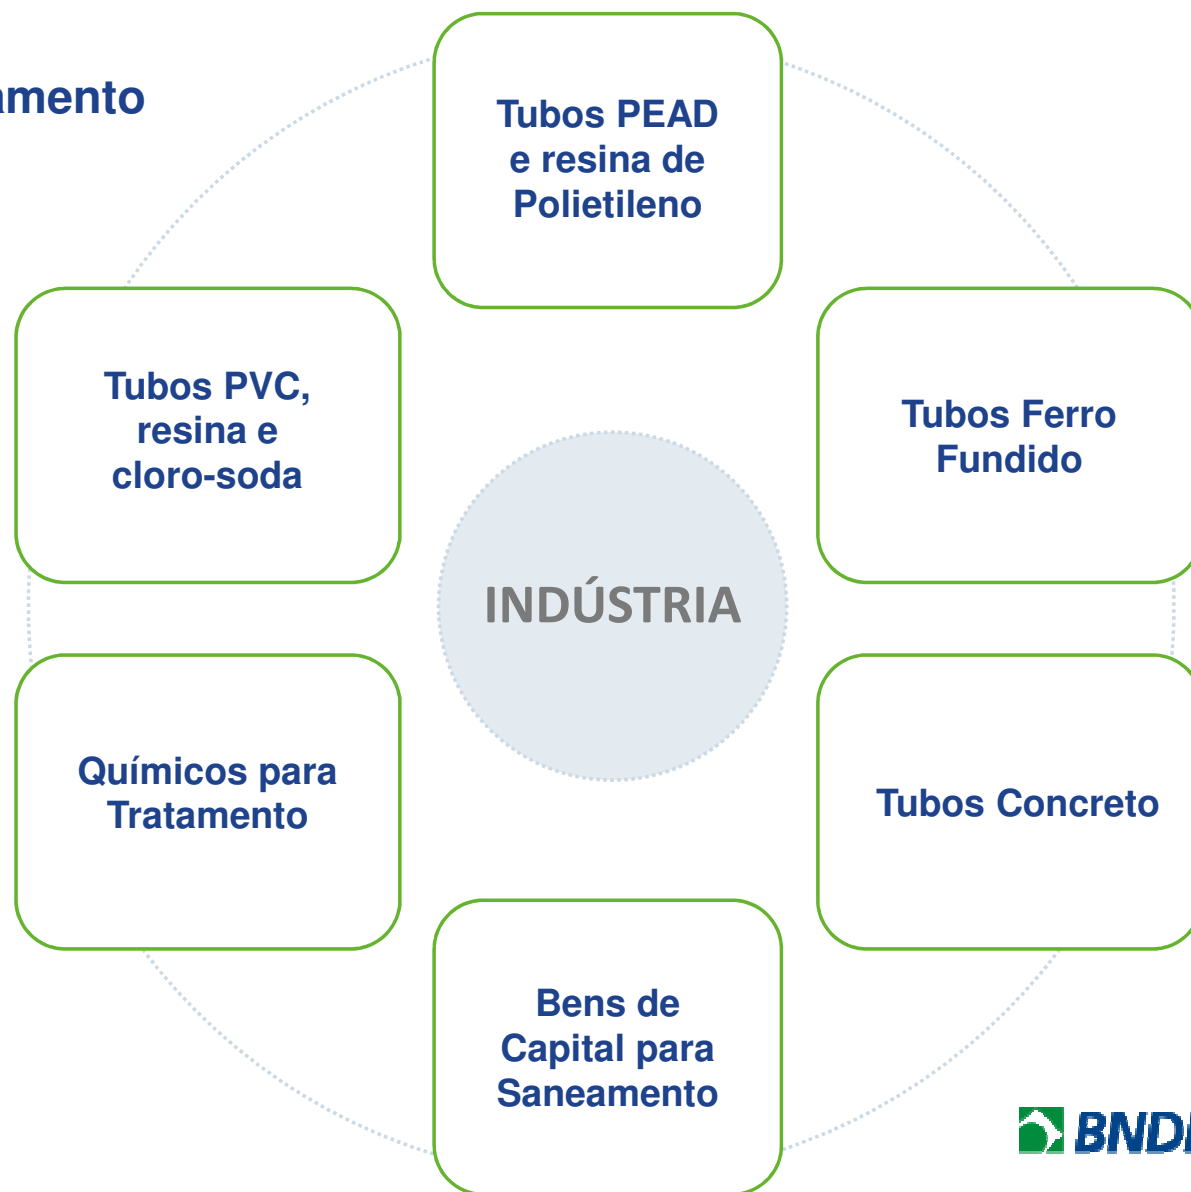 amento
Tubos PEAD
e resina de
Polietileno
Tubos PVC,
resina e
cloro-soda
Tubos Ferro
Fundido
INDÚSTRIA
Químicos para
Tratamento
Tubos Concreto
Bens de
Capital para
Saneamento
BND